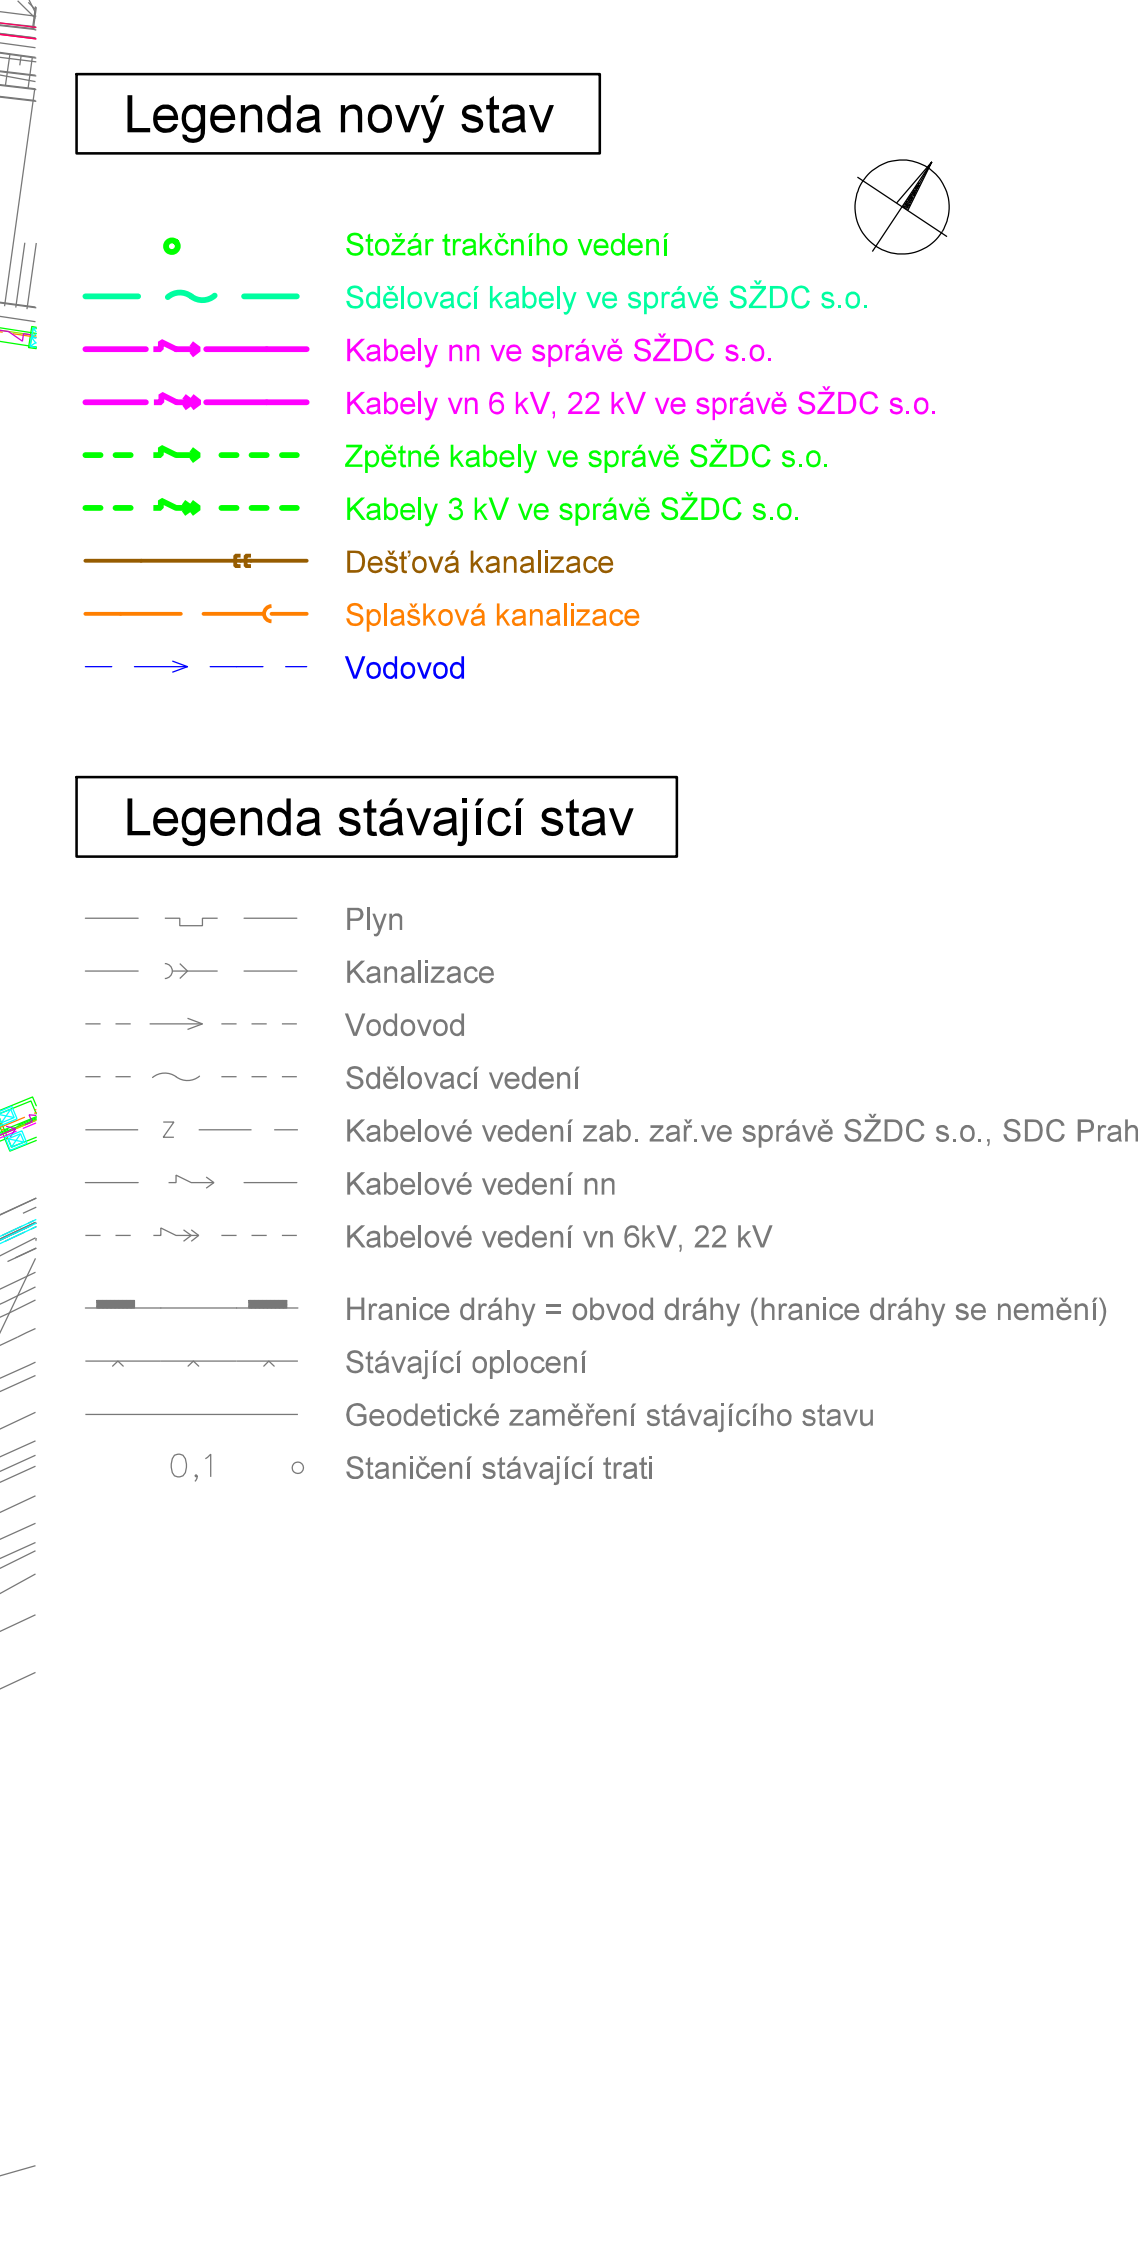 Legenda nový stav
Stožár trakčního vedení
Sdělovací kabely ve správě SŽDC s.o.
Kabely nn ve správě SŽDC s.o.
Kabely vn 6 kV, 22 kV ve správě SŽDC s.o.
Zpětné kabely ve správě SŽDC s.o.
Kabely 3 kV ve správě SŽDC s.o.
Dešťová kanalizace
Splašková kanalizace
Vodovod
Legenda stávající stav
Plyn
Kanalizace
Vodovod
Sdělovací vedení
Z Kabelové vedení zab. zař.ve správě SŽDC s.o., SDC Prah
Kabelové vedení nn
Kabelové vedení vn 6kV, 22 kV
Hranice dráhy = obvod dráhy (hranice dráhy se nemění)
Stávající oplocení
Geodetické zaměření stávajícího stavu
0,1 Staničení stávající trati